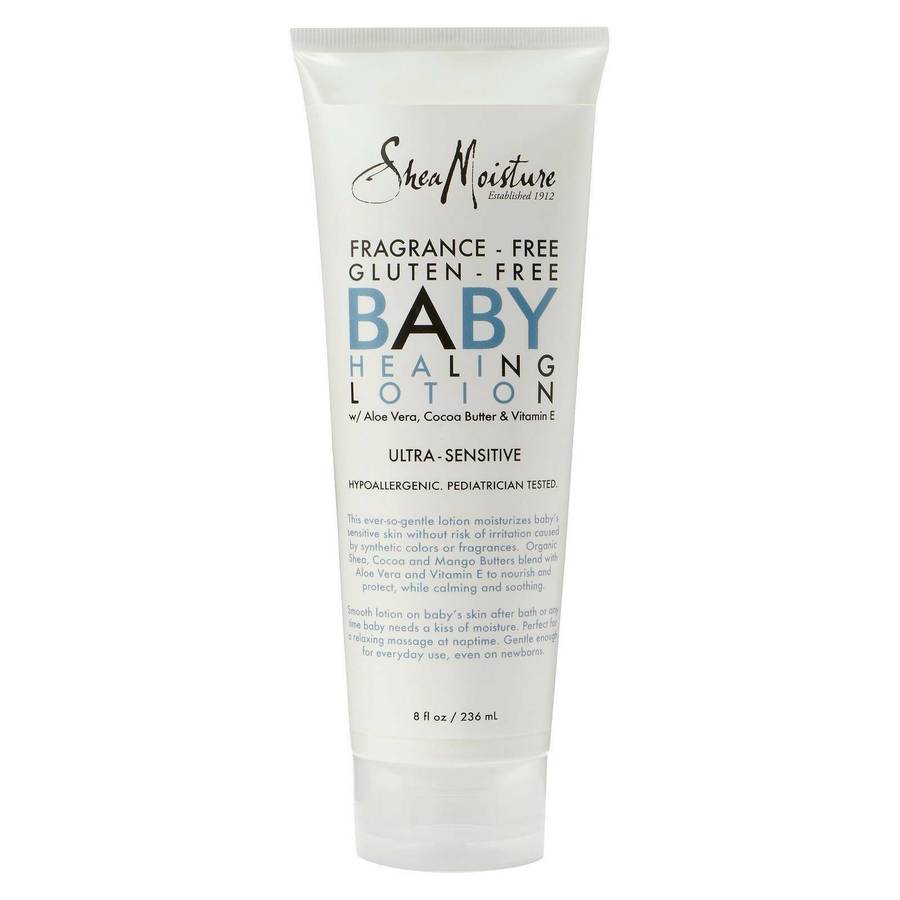 SheaMoisture
Established 1912
FRAGRANCE - FREE
GLUTEN - FREE
BABY
HEALING
LOTION
w/ Aloe Vera, Cocoa Butter & Vitamin E
ULTRA - SENSITIVE
HYPOALLERGENIC. PEDIATRICIAN TESTED.
This ever-so-gentle lotion moisturizes baby's
sensitive skin without risk of irritation caused
by synthetic colors or fragrances. Organic
Shea, Cocoa and Mango Butters blend with
Aloe Vera and Vitamin E to nourish and
protect, while calming and soothing.
Smooth lotion on baby's skin after bath or any
time baby needs a kiss of moisture. Perfect for
a relaxing massage at naptime. Gentle enough
for everyday use, even on newborns.
8 fl oz / 236 mL